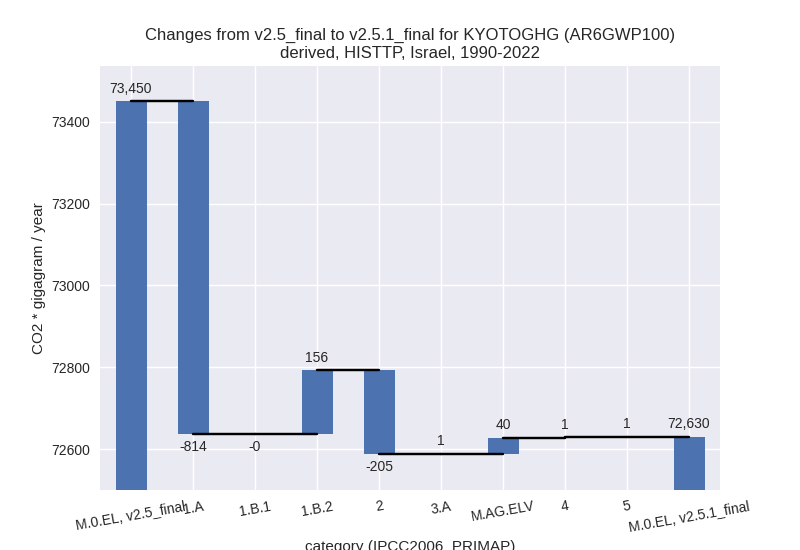 Changes from v2.5_final to v2.5.1_final for KYOTOGHG (AR6GWP100)
derived, HISTTP, Israel, 1990-2022
73,450
73400
73200
CO2 * gigagram / year
73000
72800
156
72600
-814
-0
-205
1
40
1
1
72,630
M.0.EL, v2.5_final
1.A
1.B.1
1.B.2
2
3.A
M.AG.ELV
4
5
M.0.EL, v2.5.1_final
category (IPCC2006_PRIMAP)